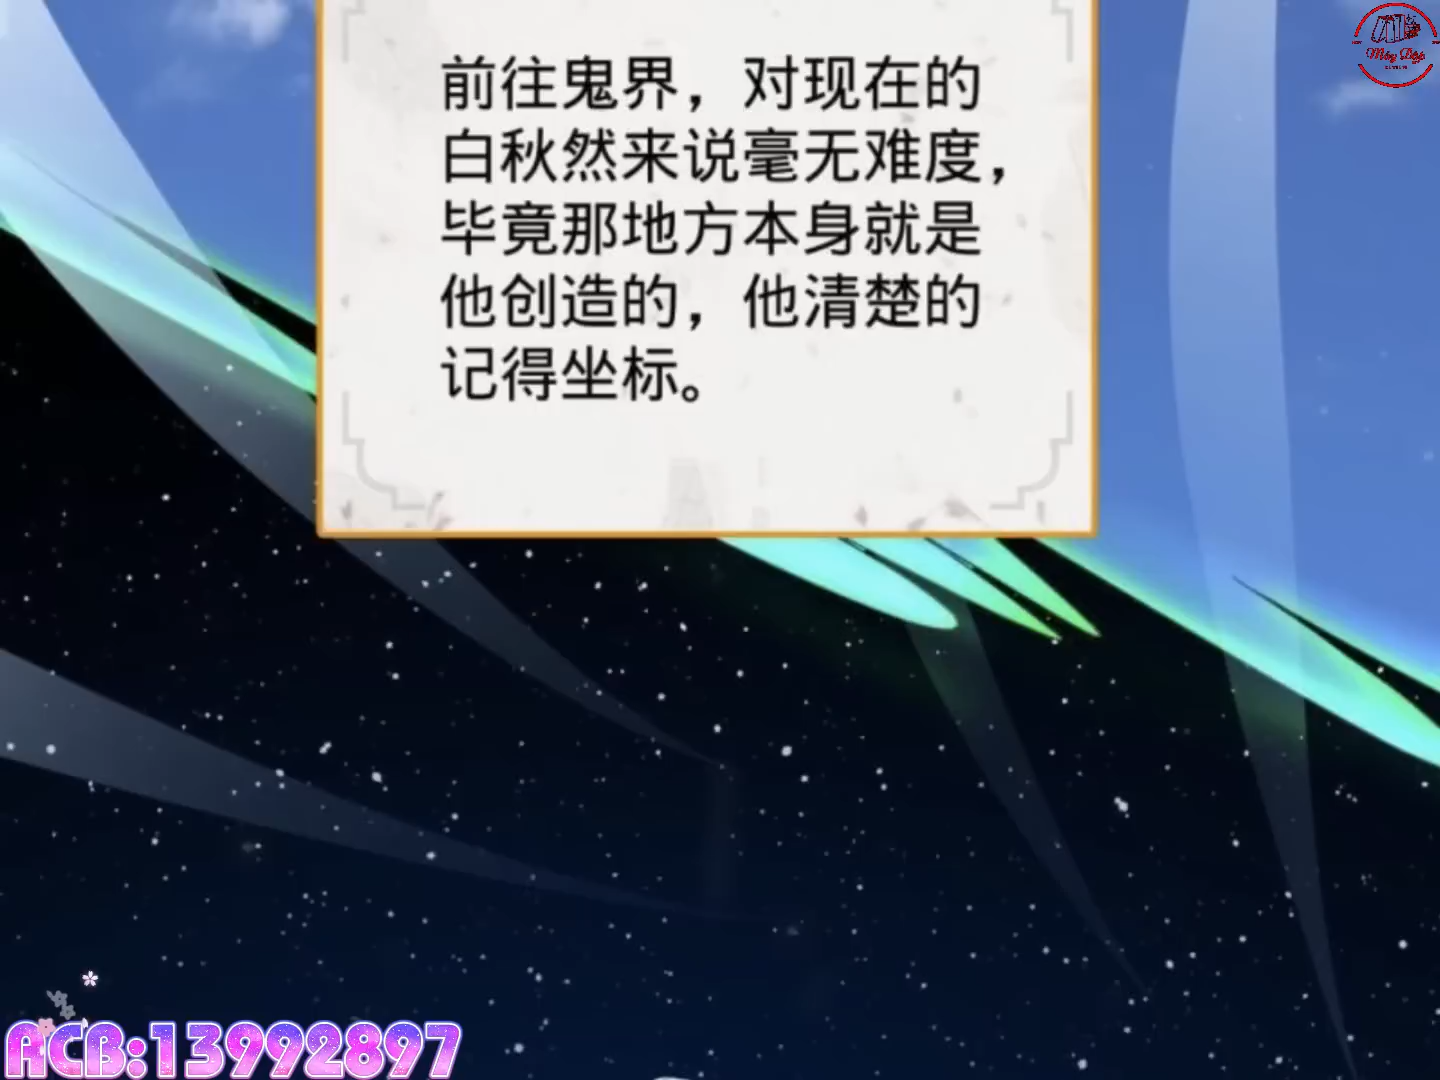 前往鬼界，对现在的
白秋然来说毫无难度，
毕竟那地方本身就是
他创造的，他清楚的
记得坐标。
ACB:13992897